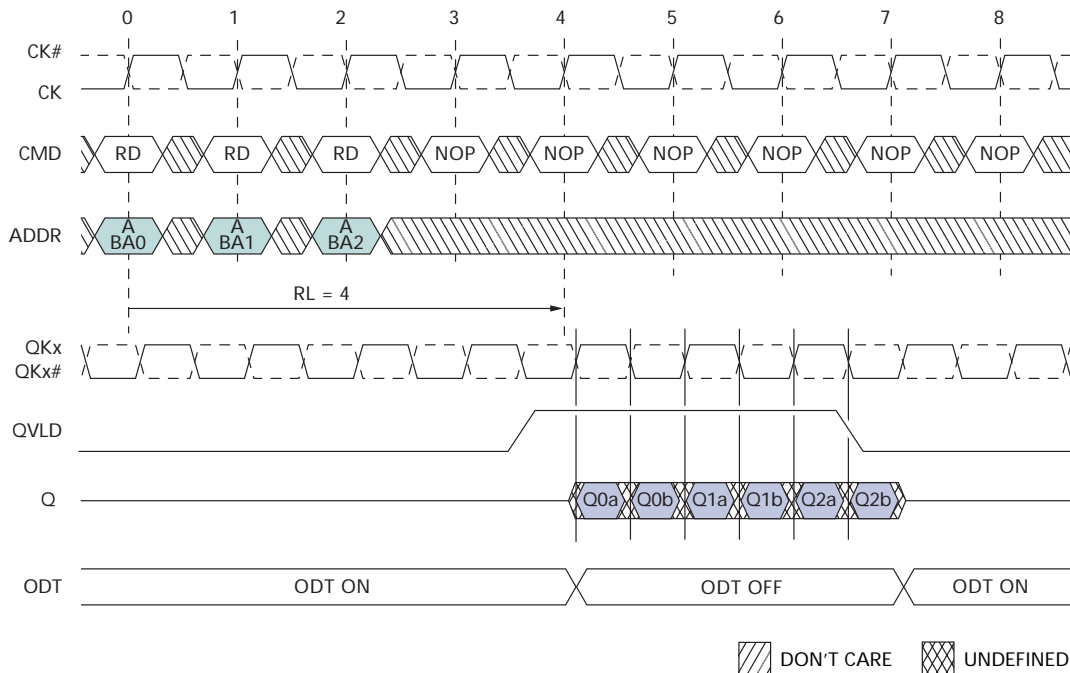 0 1 2 3 4 5 6 7 8
CK#
CK
CMD RD RD RD NOP NOP NOP NOP NOP NOP
ADDR A BA0 A BA1 A BA2
RL = 4
QKx
QKx#
QVLD
Q Q0a Q0b Q1a Q1b Q2a Q2b
ODT ODT ON ODT OFF ODT ON
DON'T CARE UNDEFINED